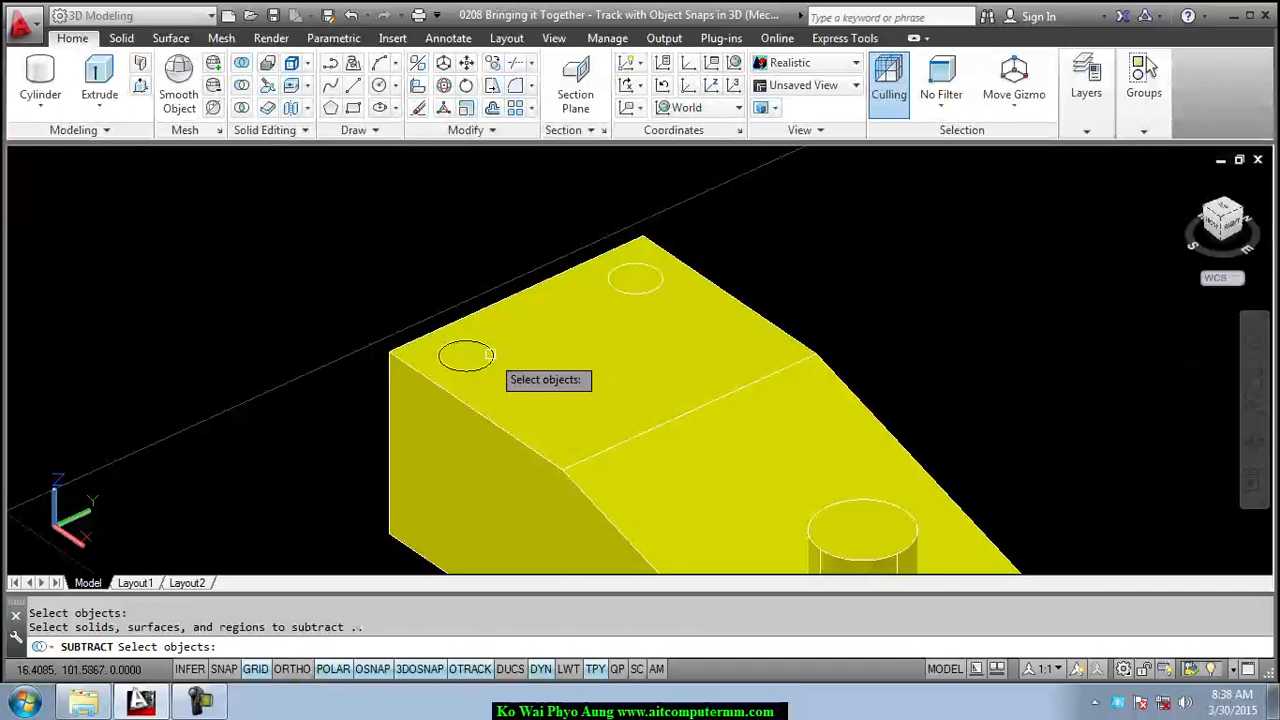 3D Modeling
0208 Bringing it Together - Track with Object Snaps in 3D (Mec...
Type a keyword or phrase
Sign In
Home Solid Surface Mesh Render Parametric Insert Annotate Layout View Manage Output Plug-ins Online Express Tools
Realistic
Unsaved View
World
Cylinder Extrude Smooth Object Section Plane Culling No Filter Move Gizmo Layers Groups
Modeling Mesh Solid Editing Draw Modify Section Coordinates View Selection
WCS
Select objects:
Z
Y
X
Model Layout1 Layout2
Select objects:
Select solids, surfaces, and regions to subtract ..
SUBTRACT Select objects:
16.4085, 101.5867, 0.0000 INFER SNAP GRID ORTHO POLAR OSNAP 3DOSNAP OTRACK DUCS DYN LWT TPY QP SC AM MODEL 1:1
8:38 AM
3/30/2015
Ko Wai Phyo Aung www.aitcomputermm.com